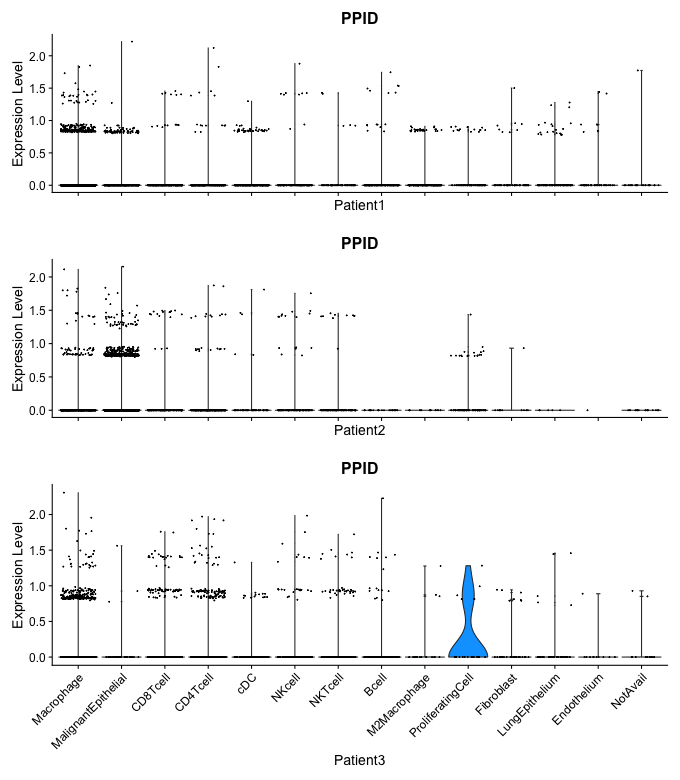 PPID
Expression Level
2.0
1.5
1.0
0.5
0.0
Patient1
PPID
Expression Level
2.0
1.5
1.0
0.5
0.0
Patient2
PPID
Expression Level
2.0
1.5
1.0
0.5
0.0
Macrophage
MalignantEpithelial
CD8Tcell
CD4Tcell
cDC
NKcell
NKTcell
Bcell
M2Macrophage
ProliferatingCell
Fibroblast
LungEpithelium
Endothelium
NotAvail
Patient3